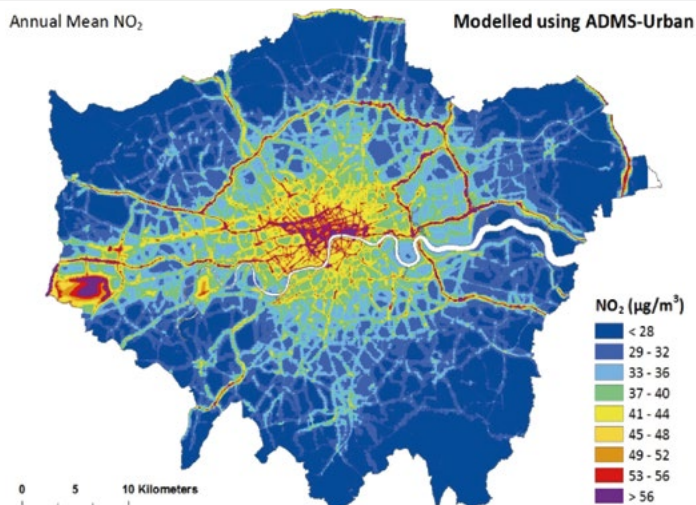 Annual Mean NO₂
Modelled using ADMS-Urban
NO₂ (µg/m³)
< 28
29 - 32
33 - 36
37 - 40
41 - 44
45 - 48
49 - 52
53 - 56
> 56
0 5 10 Kilometers